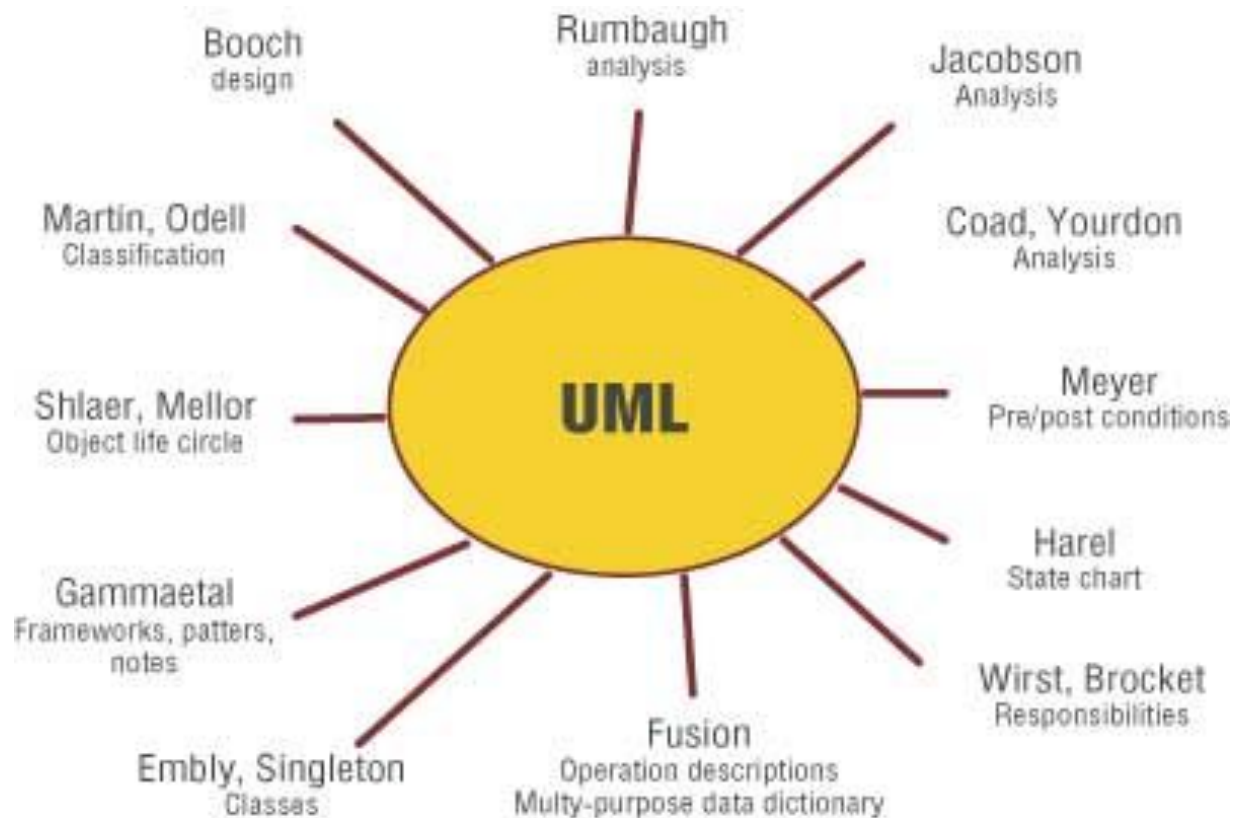 Booch
design
Rumbaugh
analysis
Jacobson
Analysis
Martin, Odell
Classification
Coad, Yourdon
Analysis
Shlaer, Mellor
Object life circle
UML
Meyer
Pre/post conditions
Harel
State chart
Gammaetal
Frameworks, patters,
notes
Wirst, Brocket
Responsibilities
Embly, Singleton
Classes
Fusion
Operation descriptions
Multy-purpose data dictionary